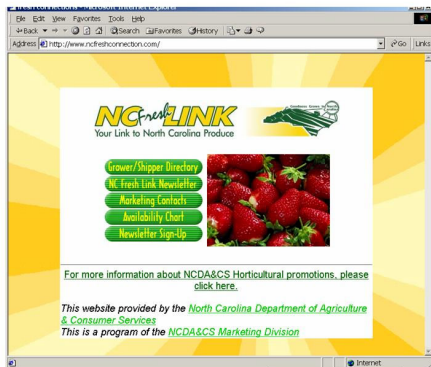 File Edit View Favorites Tools Help
Back Search Favorites History
Address http://www.ncfreshconnection.com/ Go Links
NC Fresh LINK
Your Link to North Carolina Produce
Grower/Shipper Directory
NC Fresh Link Newsletter
Marketing Contacts
Availability Chart
Newsletter Sign-Up
For more information about NCDA&CS Horticultural promotions, please
click here.
This website provided by the North Carolina Department of Agriculture
& Consumer Services
This is a program of the NCDA&CS Marketing Division
Internet